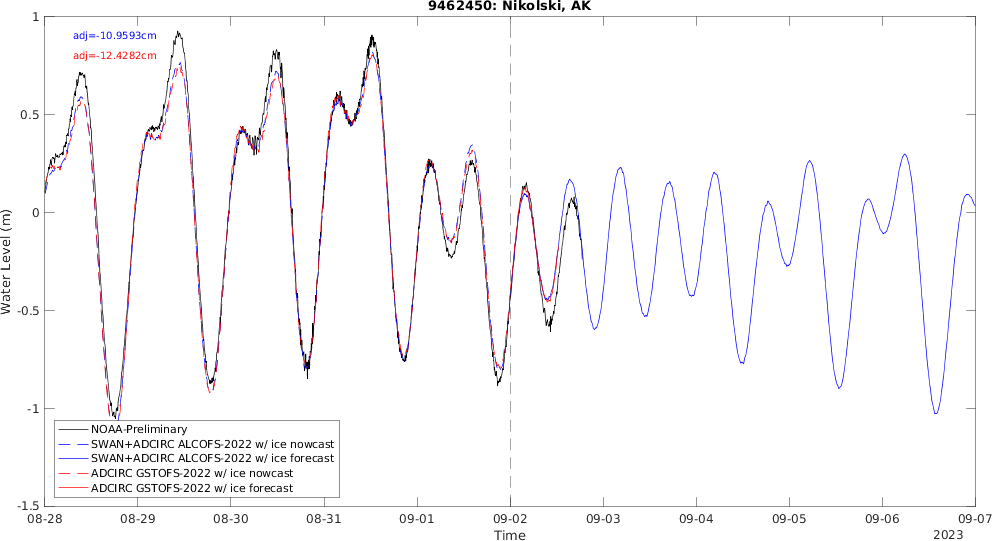 9462450: Nikolski, AK
adj=-10.9593cm
adj=-12.4282cm
1
0.5
0
-0.5
-1
-1.5
Water Level (m)
NOAA-Preliminary
SWAN+ADCIRC ALCOFS-2022 w/ ice nowcast
SWAN+ADCIRC ALCOFS-2022 w/ ice forecast
ADCIRC GSTOFS-2022 w/ ice nowcast
ADCIRC GSTOFS-2022 w/ ice forecast
08-28 08-29 08-30 08-31 09-01 09-02 09-03 09-04 09-05 09-06 09-07
Time
2023